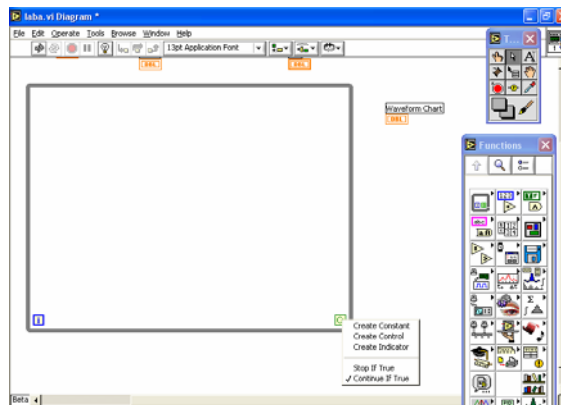 laba.vi Diagram *
File Edit Operate Tools Browse Window Help
13pt Application Font
T...
DBL
DBL
Waveform Chart
DBL
Functions
i
Create Constant
Create Control
Create Indicator
Stop If True
✓ Continue If True
Beta